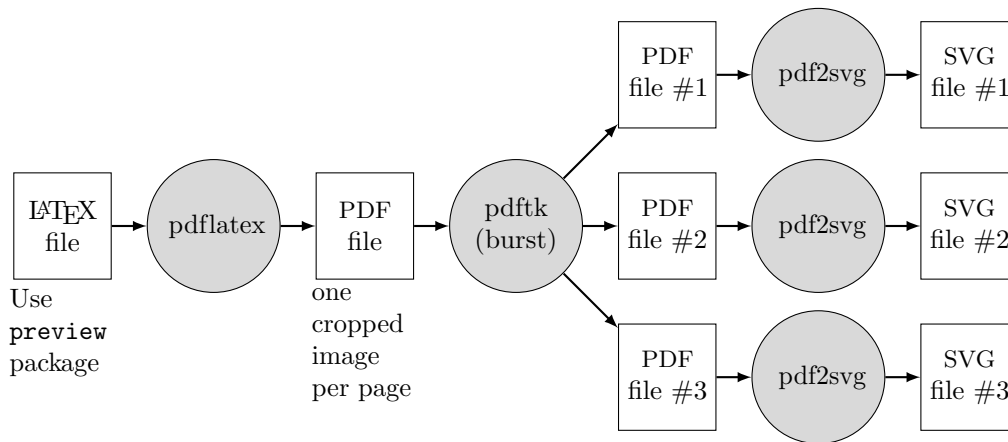 LATEX
file
Use
preview
package
pdflatex
PDF
file
one
cropped
image
per page
pdftk
(burst)
PDF
file #1
pdf2svg
SVG
file #1
PDF
file #2
pdf2svg
SVG
file #2
PDF
file #3
pdf2svg
SVG
file #3